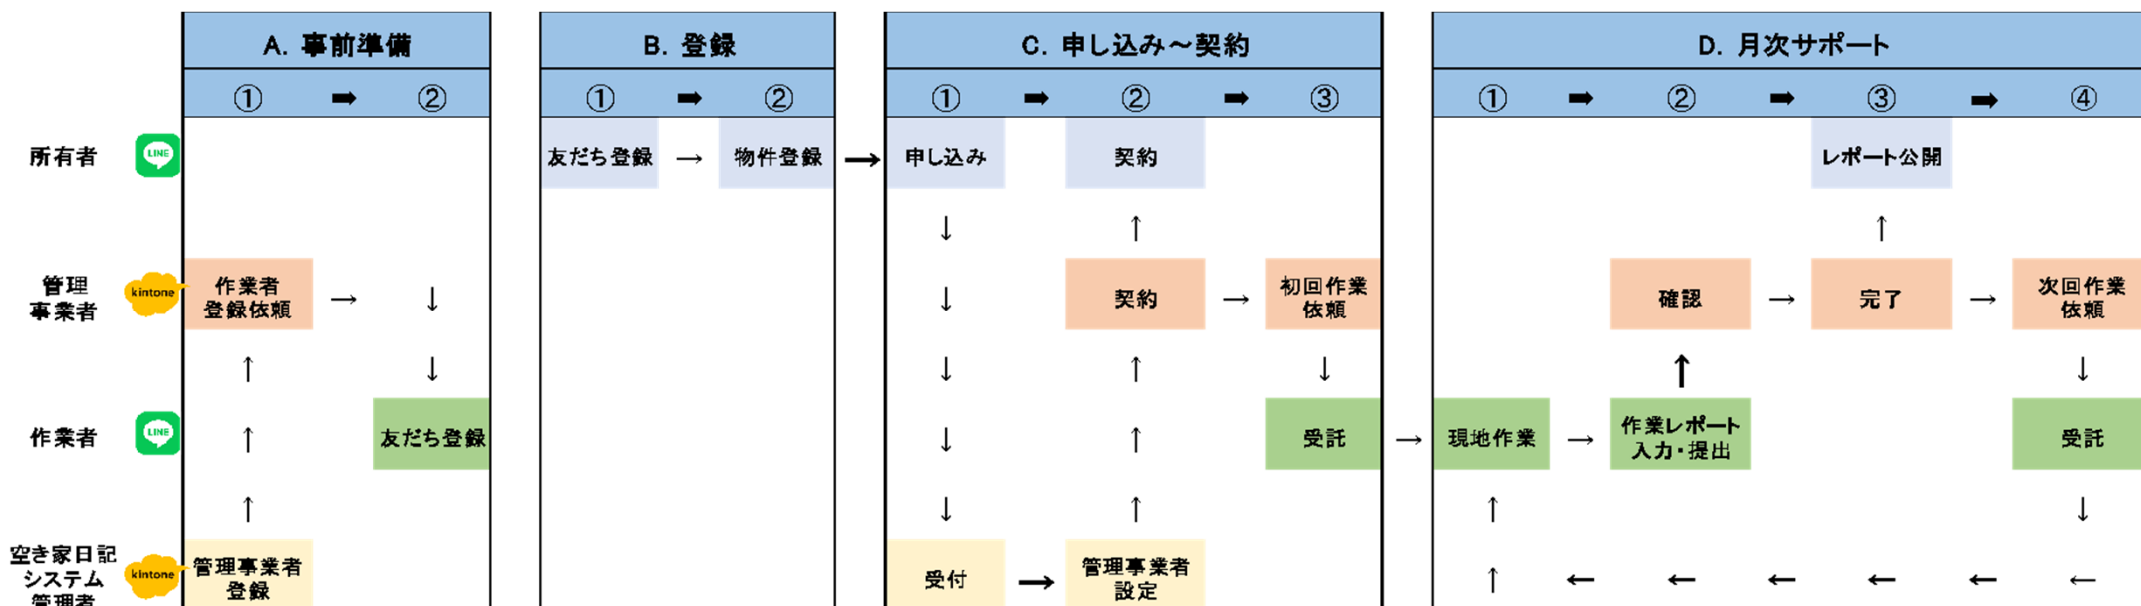 A. 事前準備
B. 登録
C. 申し込み～契約
D. 月次サポート
① ➡ ②
① ➡ ②
① ➡ ② ➡ ③
① ➡ ② ➡ ③ ➡ ④
所有者
LINE
友だち登録 → 物件登録 → 申し込み
契約
レポート公開
↓ ↑ ↑
管理
事業者
kintone
作業者
登録依頼
→ ↓
↓
契約
→
初回作業
依頼
確認
→
完了
→
次回作業
依頼
↑ ↓ ↓ ↑ ↓ ↑ ↓
作業者
LINE
↑
友だち登録
↓ ↑
受託
→
現地作業
→
作業レポート
入力・提出
受託
↑ ↓ ↑ ↑ ↓
空き家日記
システム
管理者
kintone
管理事業者
登録
受付
→
管理事業者
設定
↑ ← ← ← ← ← ←